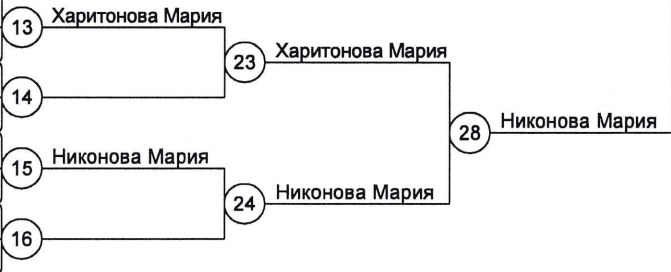 13 Харитонова Мария
23 Харитонова Мария
14
28 Никонова Мария
15 Никонова Мария
24 Никонова Мария
16